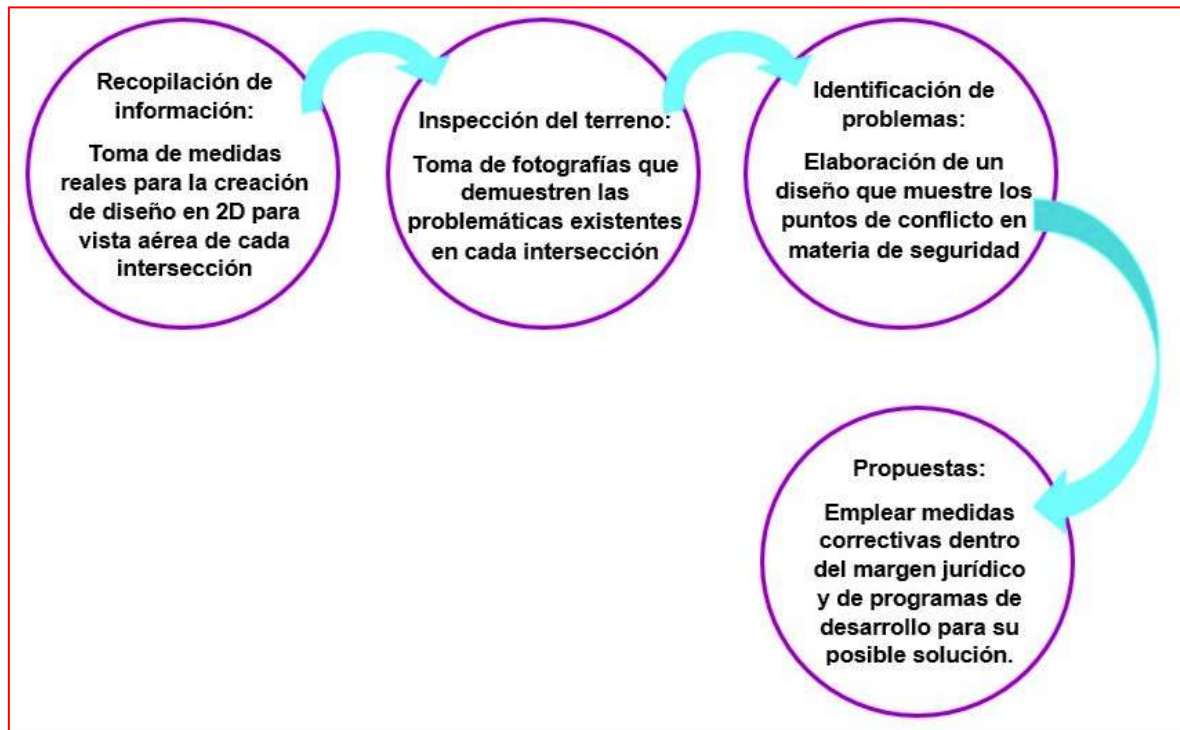 Recopilación de
información:
Toma de medidas
reales para la creación
de diseño en 2D para
vista aérea de cada
intersección
Inspección del terreno:
Toma de fotografías que
demuestren las
problemáticas existentes
en cada intersección
Identificación de
problemas:
Elaboración de un
diseño que muestre los
puntos de conflicto en
materia de seguridad
Propuestas:
Emplear medidas
correctivas dentro
del margen jurídico
y de programas de
desarrollo para su
posible solución.